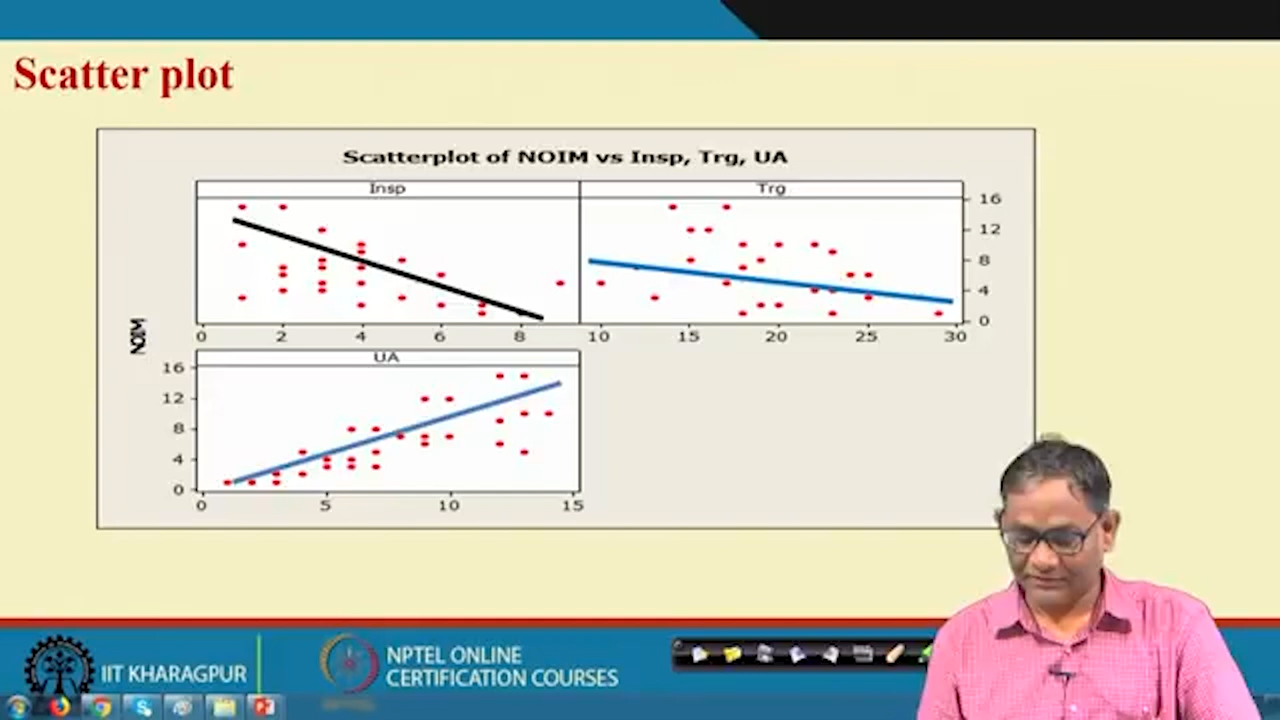 Scatter plot
Scatterplot of NOIM vs Insp, Trg, UA
Insp
Trg
16
12
8
4
0
0 2 4 6 8
10 15 20 25 30
NOIM
UA
16
12
8
4
0
0 5 10 15
IIT KHARAGPUR
NPTEL ONLINE
CERTIFICATION COURSES